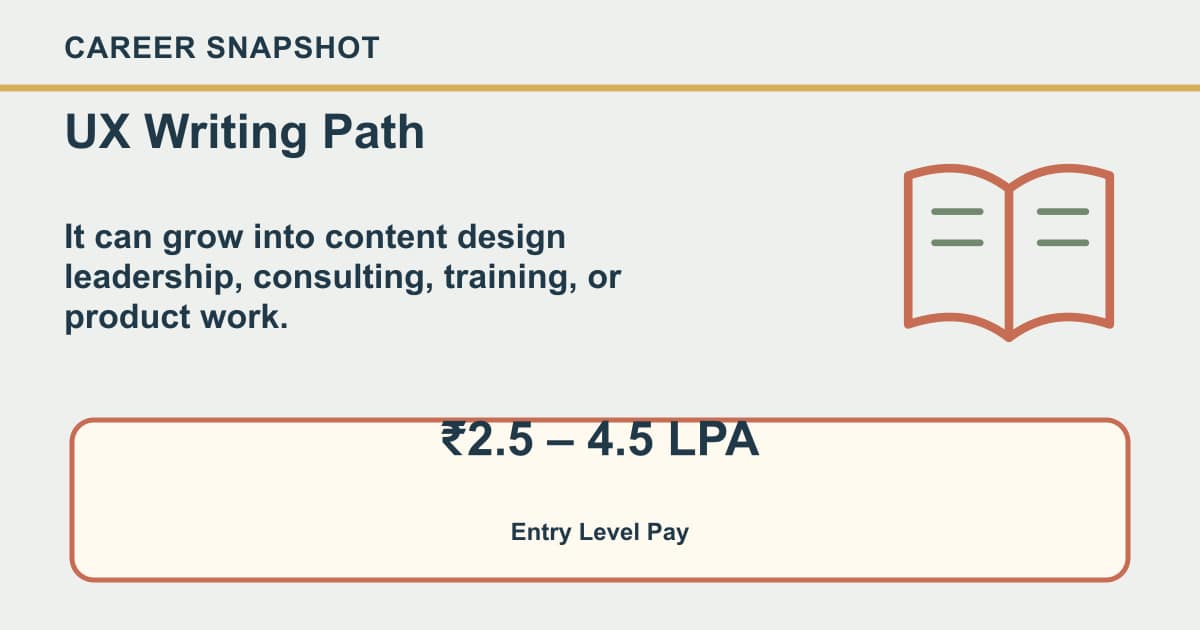 CAREER SNAPSHOT
UX Writing Path
It can grow into content design
leadership, consulting, training, or
product work.
₹2.5 – 4.5 LPA
Entry Level Pay